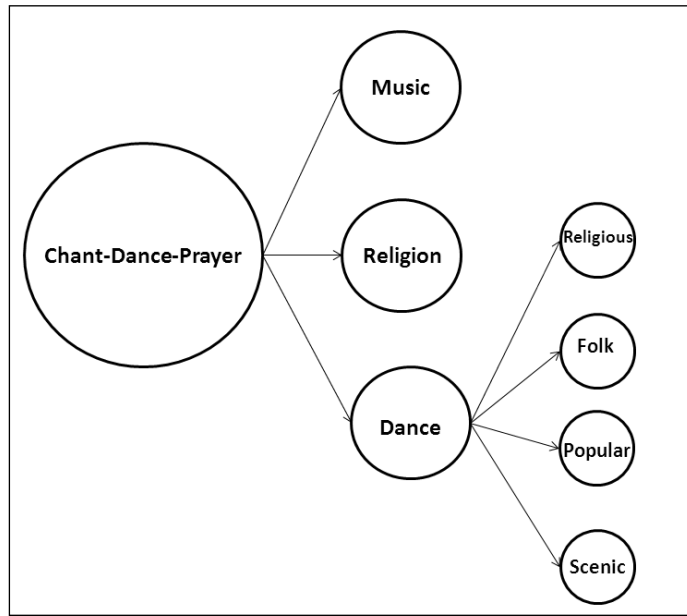 Music
Chant-Dance-Prayer
Religion
Dance
Religious
Folk
Popular
Scenic